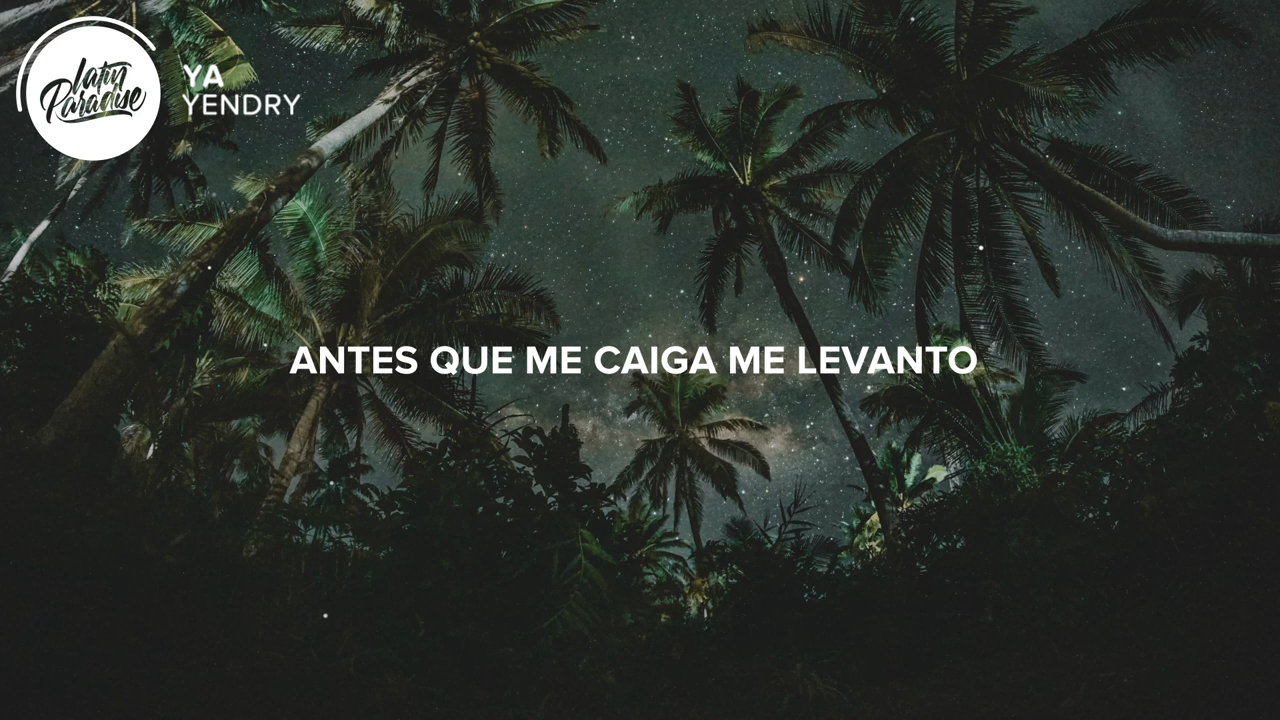 Latin
Paradise
YA
YENDRY
ANTES QUE ME CAIGA ME LEVANTO